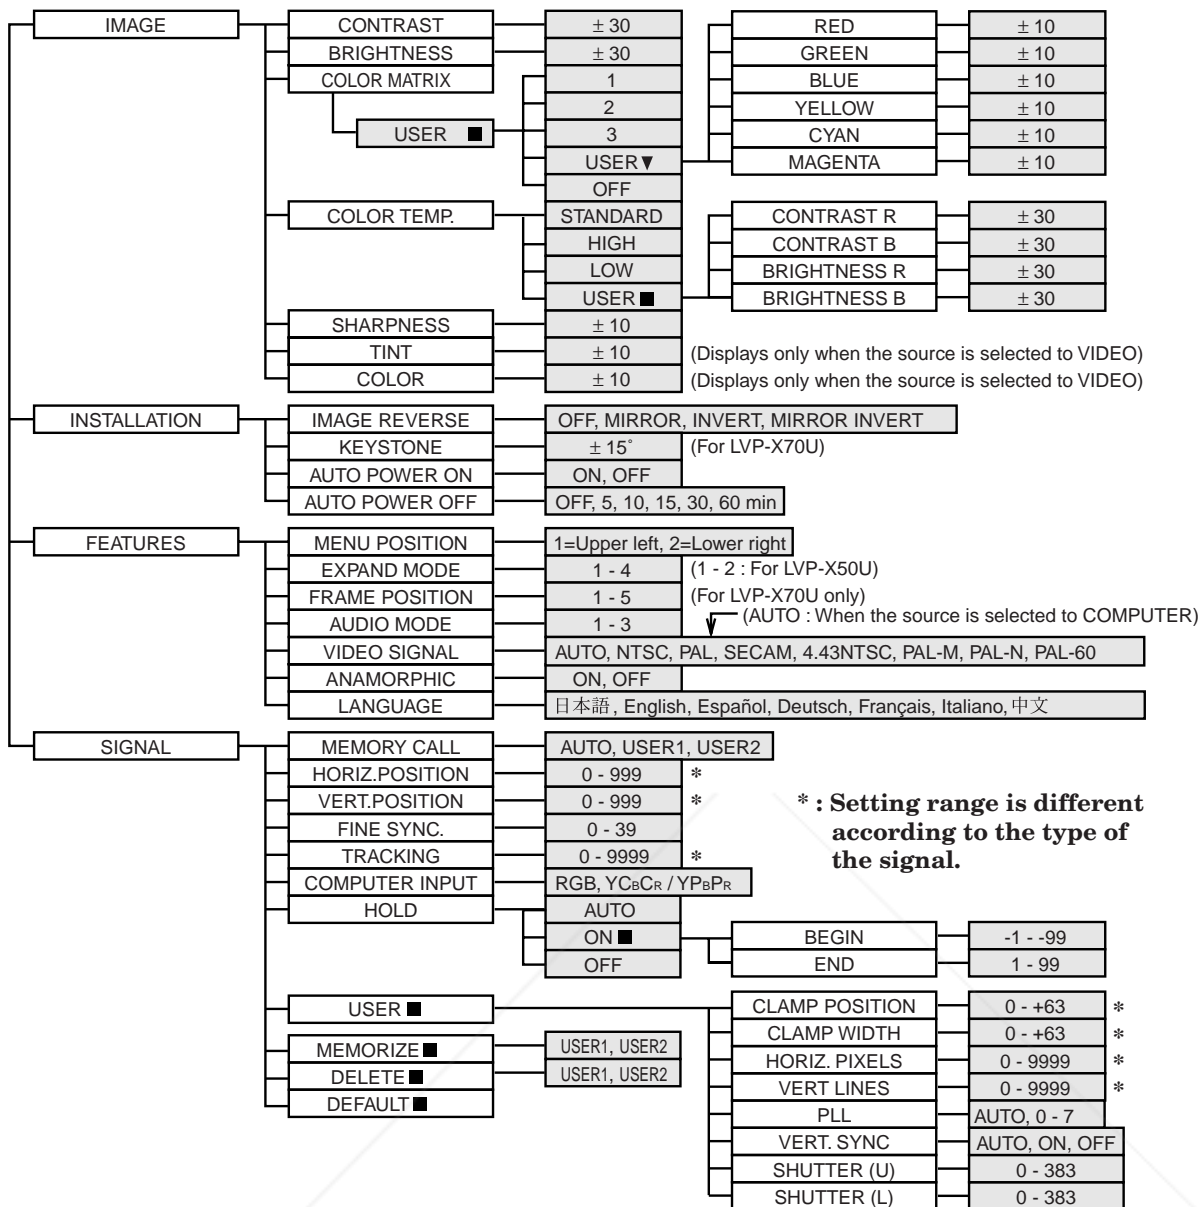 IMAGE CONTRAST ± 30 RED ± 10
BRIGHTNESS ± 30 GREEN ± 10
COLOR MATRIX 1 BLUE ± 10
2 YELLOW ± 10
USER ■ 3 CYAN ± 10
USER▼ MAGENTA ± 10
OFF
COLOR TEMP. STANDARD CONTRAST R ± 30
HIGH CONTRAST B ± 30
LOW BRIGHTNESS R ± 30
USER■ BRIGHTNESS B ± 30
SHARPNESS ± 10
TINT ± 10 (Displays only when the source is selected to VIDEO)
COLOR ± 10 (Displays only when the source is selected to VIDEO)
INSTALLATION IMAGE REVERSE OFF, MIRROR, INVERT, MIRROR INVERT
KEYSTONE ± 15° (For LVP-X70U)
AUTO POWER ON ON, OFF
AUTO POWER OFF OFF, 5, 10, 15, 30, 60 min
FEATURES MENU POSITION 1=Upper left, 2=Lower right
EXPAND MODE 1 - 4 (1 - 2 : For LVP-X50U)
FRAME POSITION 1 - 5 (For LVP-X70U only)
(AUTO : When the source is selected to COMPUTER)
AUDIO MODE 1 - 3
VIDEO SIGNAL AUTO, NTSC, PAL, SECAM, 4.43NTSC, PAL-M, PAL-N, PAL-60
ANAMORPHIC ON, OFF
LANGUAGE 日本語, English, Español, Deutsch, Français, Italiano, 中文
SIGNAL MEMORY CALL AUTO, USER1, USER2
HORIZ.POSITION 0 - 999 *
VERT.POSITION 0 - 999 *
* : Setting range is different
FINE SYNC. 0 - 39
according to the type of
TRACKING 0 - 9999 *
the signal.
COMPUTER INPUT RGB, YCBCR / YPBPR
HOLD AUTO
ON■ BEGIN -1 - -99
OFF END 1 - 99
USER■ CLAMP POSITION 0 - +63 *
CLAMP WIDTH 0 - +63 *
MEMORIZE■ USER1, USER2
HORIZ. PIXELS 0 - 9999 *
DELETE■ USER1, USER2
VERT LINES 0 - 9999 *
DEFAULT■
PLL AUTO, 0 - 7
VERT. SYNC AUTO, ON, OFF
SHUTTER (U) 0 - 383
SHUTTER (L) 0 - 383